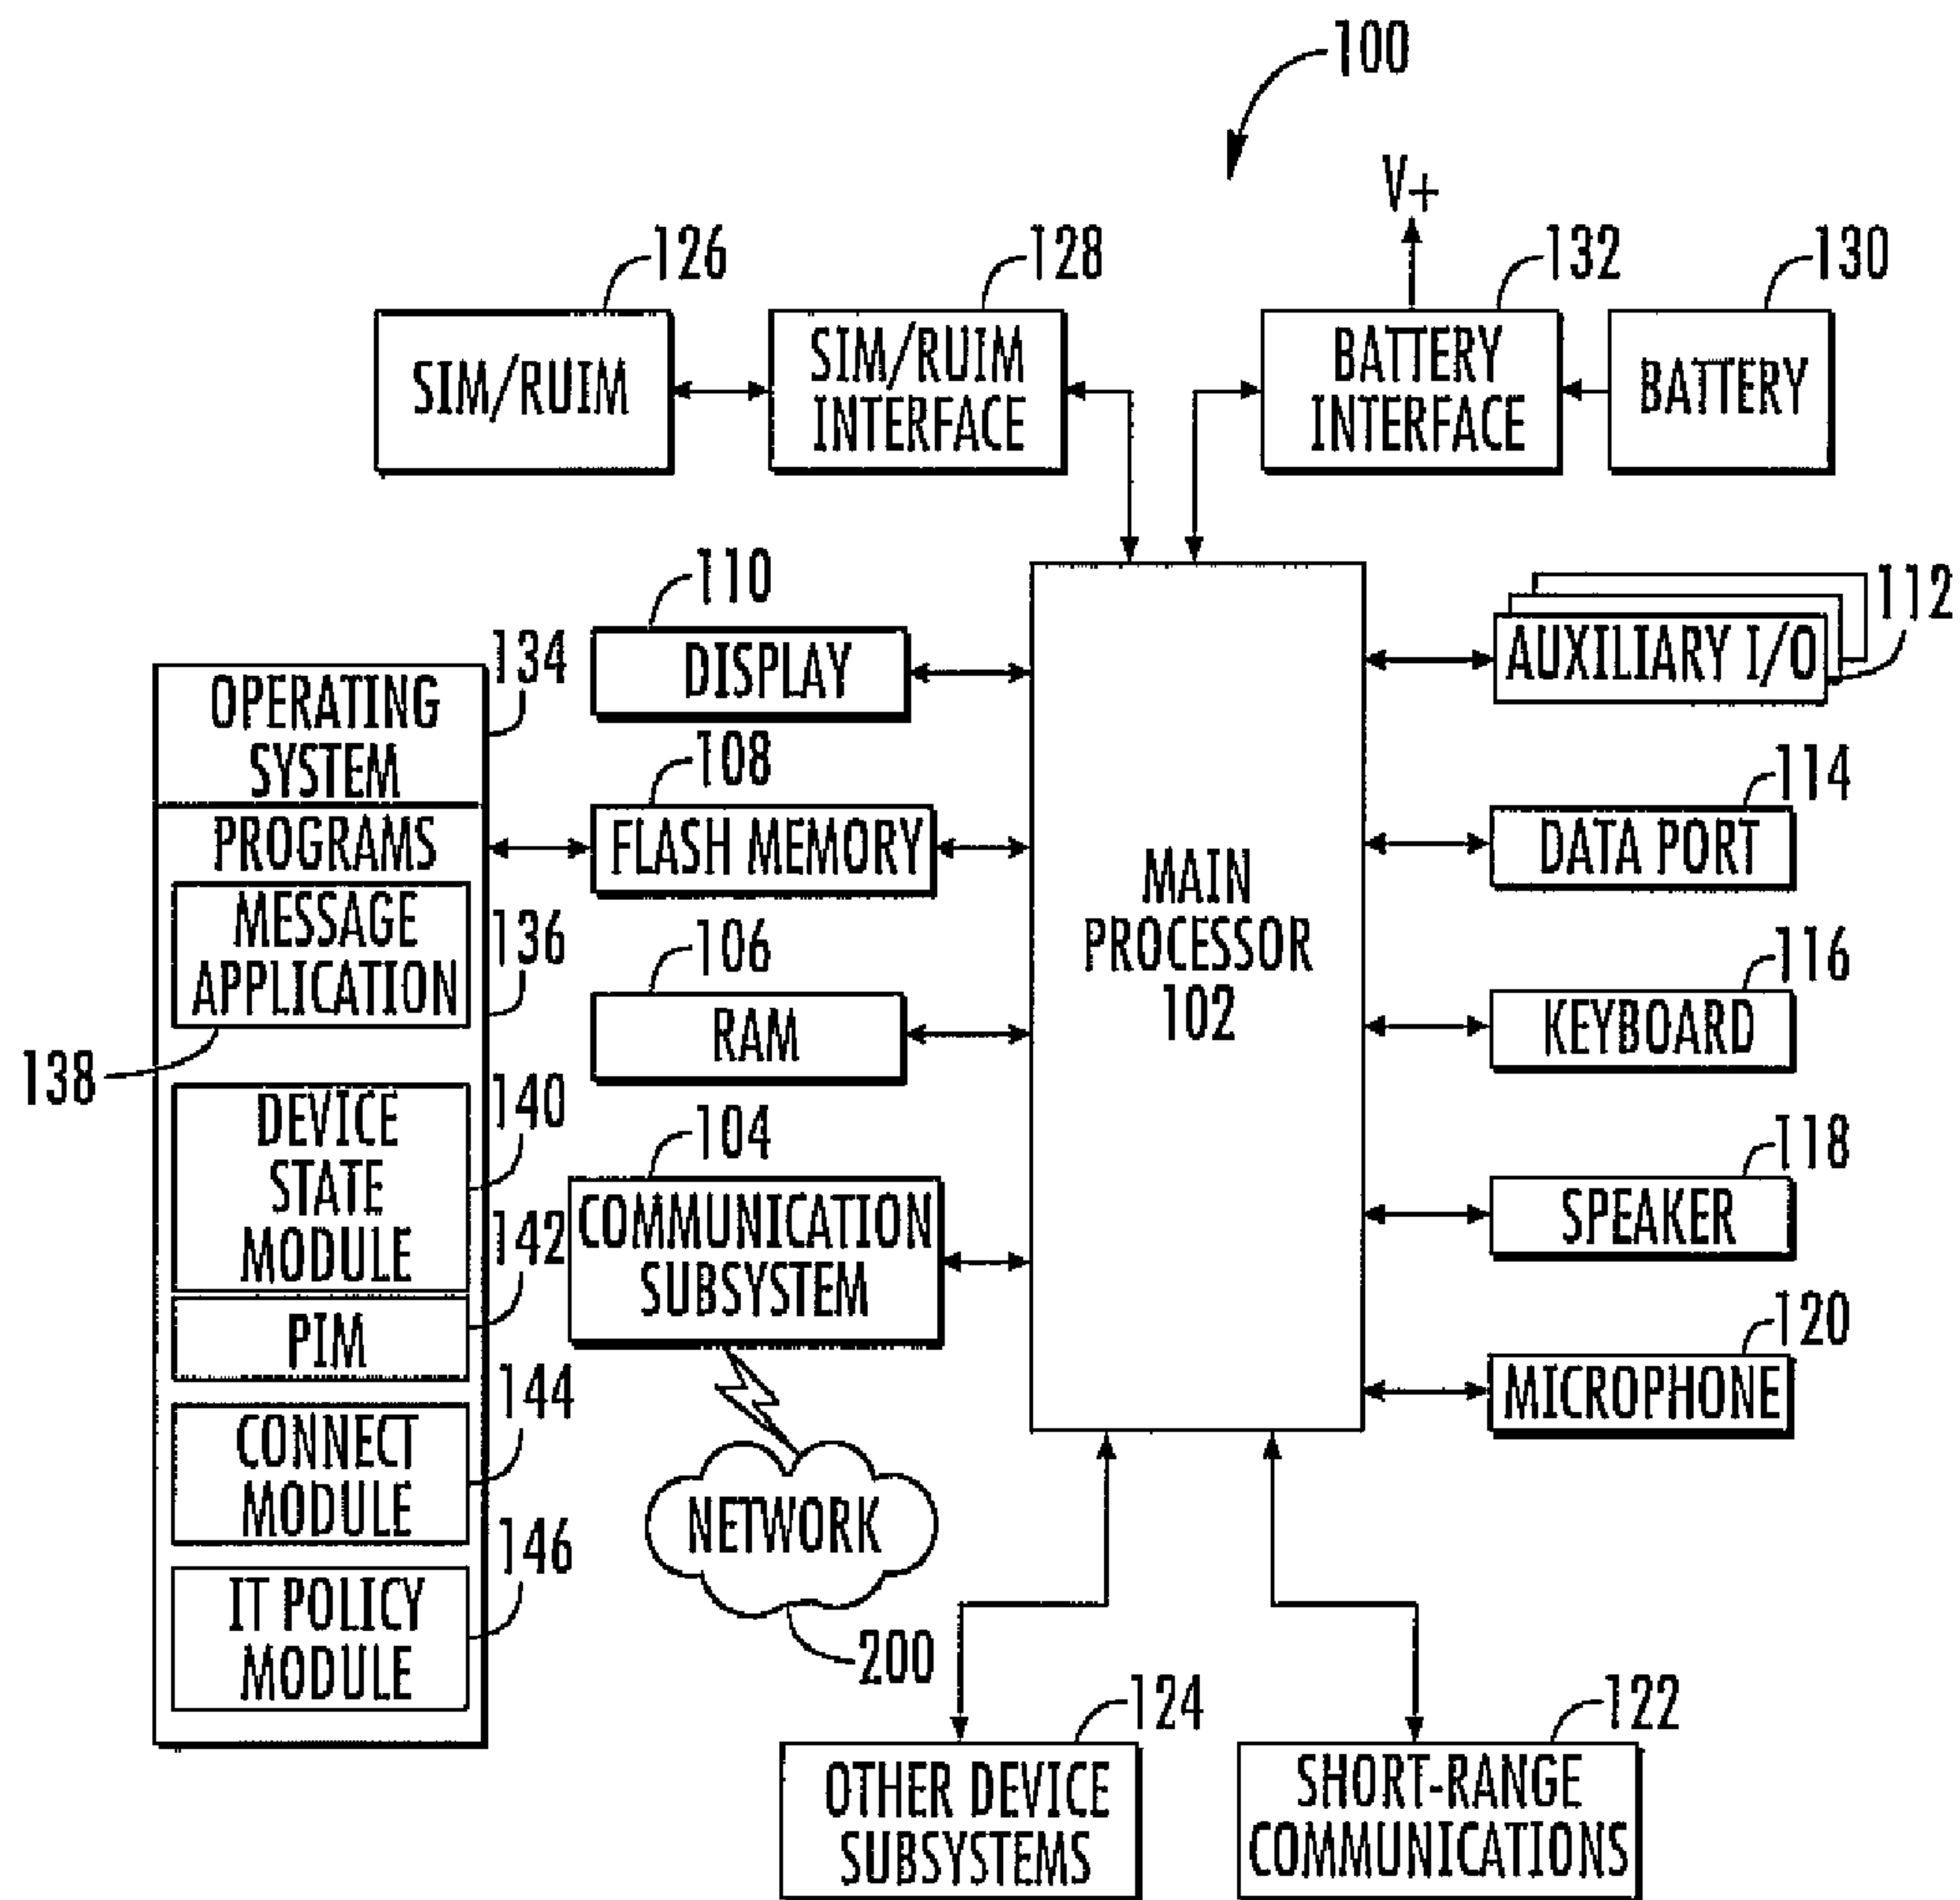 100
V+
126
128
132
130
SIM/RUIM
SIM/RUIM
INTERFACE
BATTERY
INTERFACE
BATTERY
110
DISPLAY
112
AUXILIARY I/O
134
OPERATING
SYSTEM
108
FLASH MEMORY
114
DATA PORT
PROGRAMS
MESSAGE
APPLICATION
136
138
106
RAM
MAIN
PROCESSOR
102
116
KEYBOARD
140
DEVICE
STATE
MODULE
104
COMMUNICATION
SUBSYSTEM
118
SPEAKER
142
PIM
120
MICROPHONE
144
CONNECT
MODULE
NETWORK
200
146
IT POLICY
MODULE
124
OTHER DEVICE
SUBSYSTEMS
122
SHORT-RANGE
COMMUNICATIONS